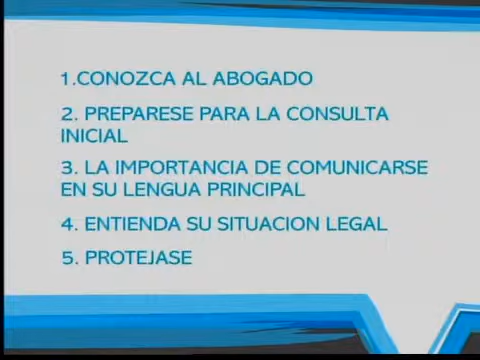 1.CONOZCA AL ABOGADO
2. PREPARESE PARA LA CONSULTA
INICIAL
3. LA IMPORTANCIA DE COMUNICARSE
EN SU LENGUA PRINCIPAL
4. ENTIENDA SU SITUACION LEGAL
5. PROTEJASE